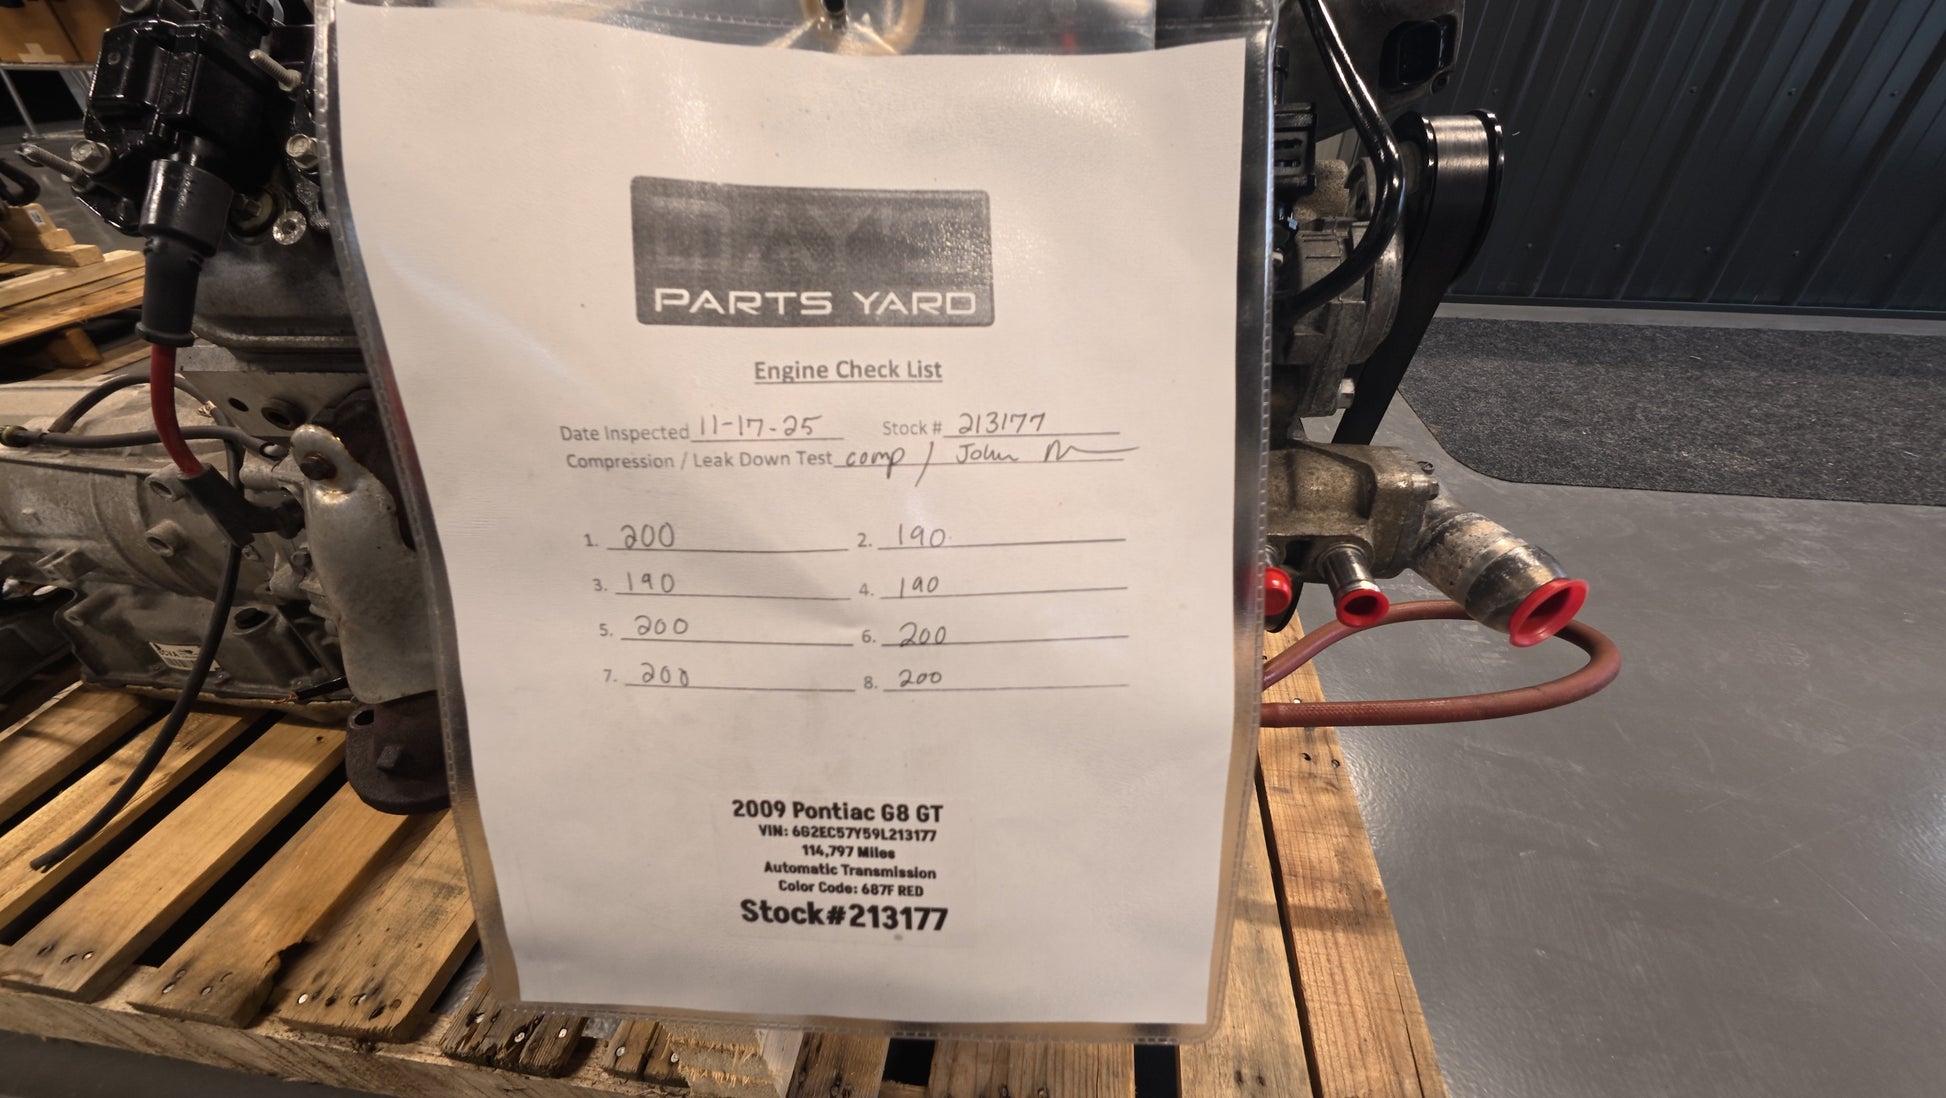 PARTS YARD
Engine Check List
Date Inspected 11-17-25 Stock # 213177
Compression / Leak Down Test comp / John
1. 200 2. 190
3. 190 4. 190
5. 200 6. 200
7. 200 8. 200
2009 Pontiac G8 GT
VIN: 6G2EC57Y59L213177
114,797 Miles
Automatic Transmission
Color Code: 687F RED
Stock#213177